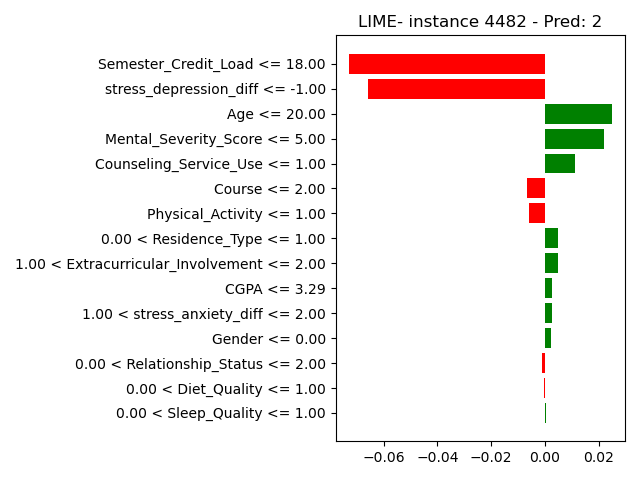 LIME- instance 4482 - Pred: 2
Semester_Credit_Load <= 18.00
stress_depression_diff <= -1.00
Age <= 20.00
Mental_Severity_Score <= 5.00
Counseling_Service_Use <= 1.00
Course <= 2.00
Physical_Activity <= 1.00
0.00 < Residence_Type <= 1.00
1.00 < Extracurricular_Involvement <= 2.00
CGPA <= 3.29
1.00 < stress_anxiety_diff <= 2.00
Gender <= 0.00
0.00 < Relationship_Status <= 2.00
0.00 < Diet_Quality <= 1.00
0.00 < Sleep_Quality <= 1.00
−0.06 −0.04 −0.02 0.00 0.02